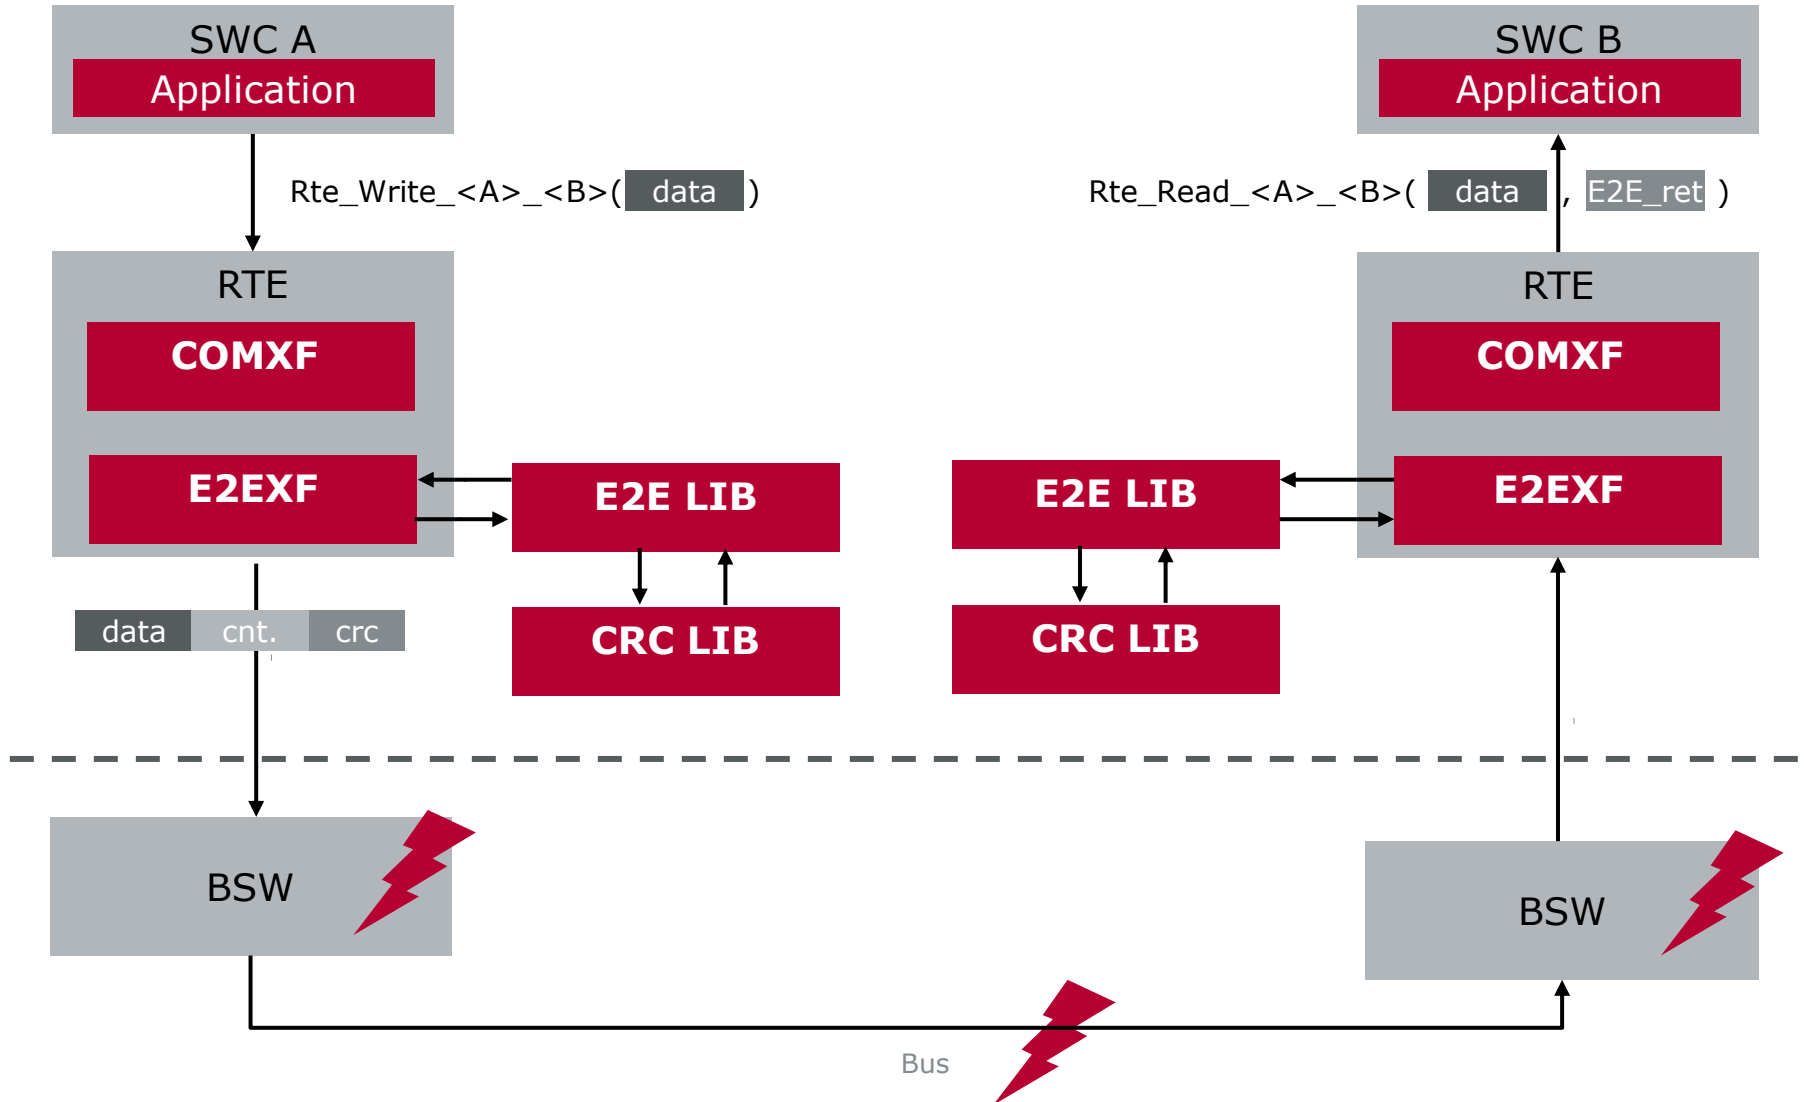 SWC A
Application
SWC B
Application
Rte_Write_<A>_<B>( data )
Rte_Read_<A>_<B>( data , E2E_ret )
RTE
COMXF
E2EXF
RTE
COMXF
E2EXF
E2E LIB
CRC LIB
E2E LIB
CRC LIB
data cnt. crc
BSW
BSW
Bus